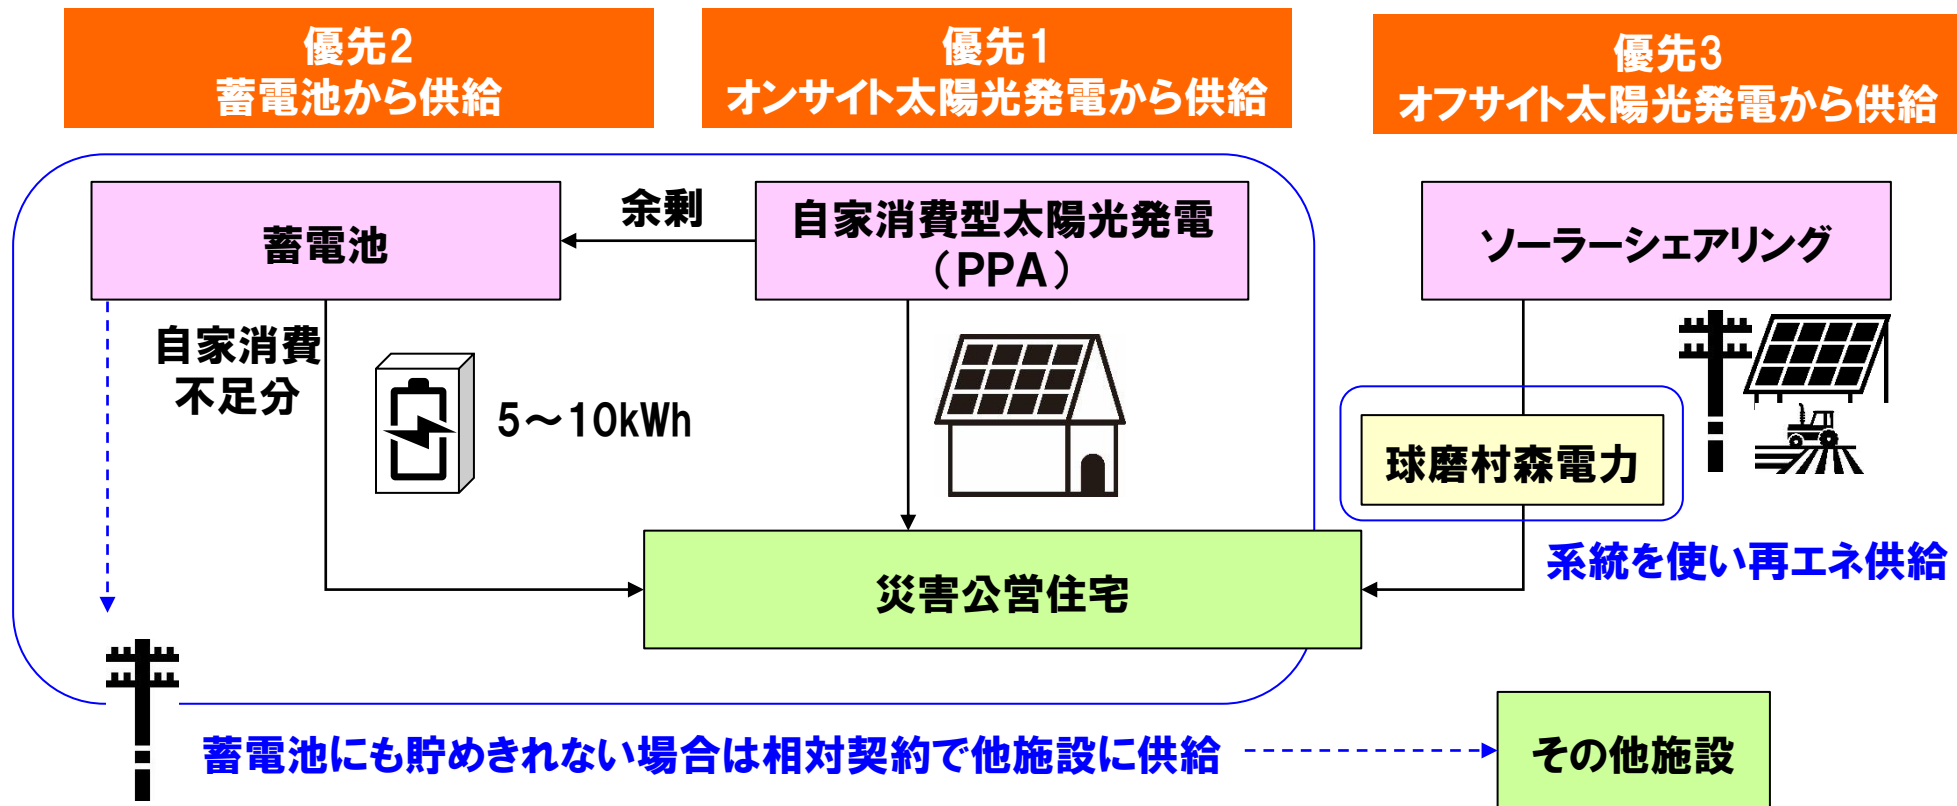 優先2
蓄電池から供給
優先1
オンサイト太陽光発電から供給
優先3
オフサイト太陽光発電から供給
蓄電池
余剰
自家消費型太陽光発電
（PPA）
ソーラーシェアリング
自家消費
不足分
5～10kWh
球磨村森電力
系統を使い再エネ供給
災害公営住宅
蓄電池にも貯めきれない場合は相対契約で他施設に供給
その他施設